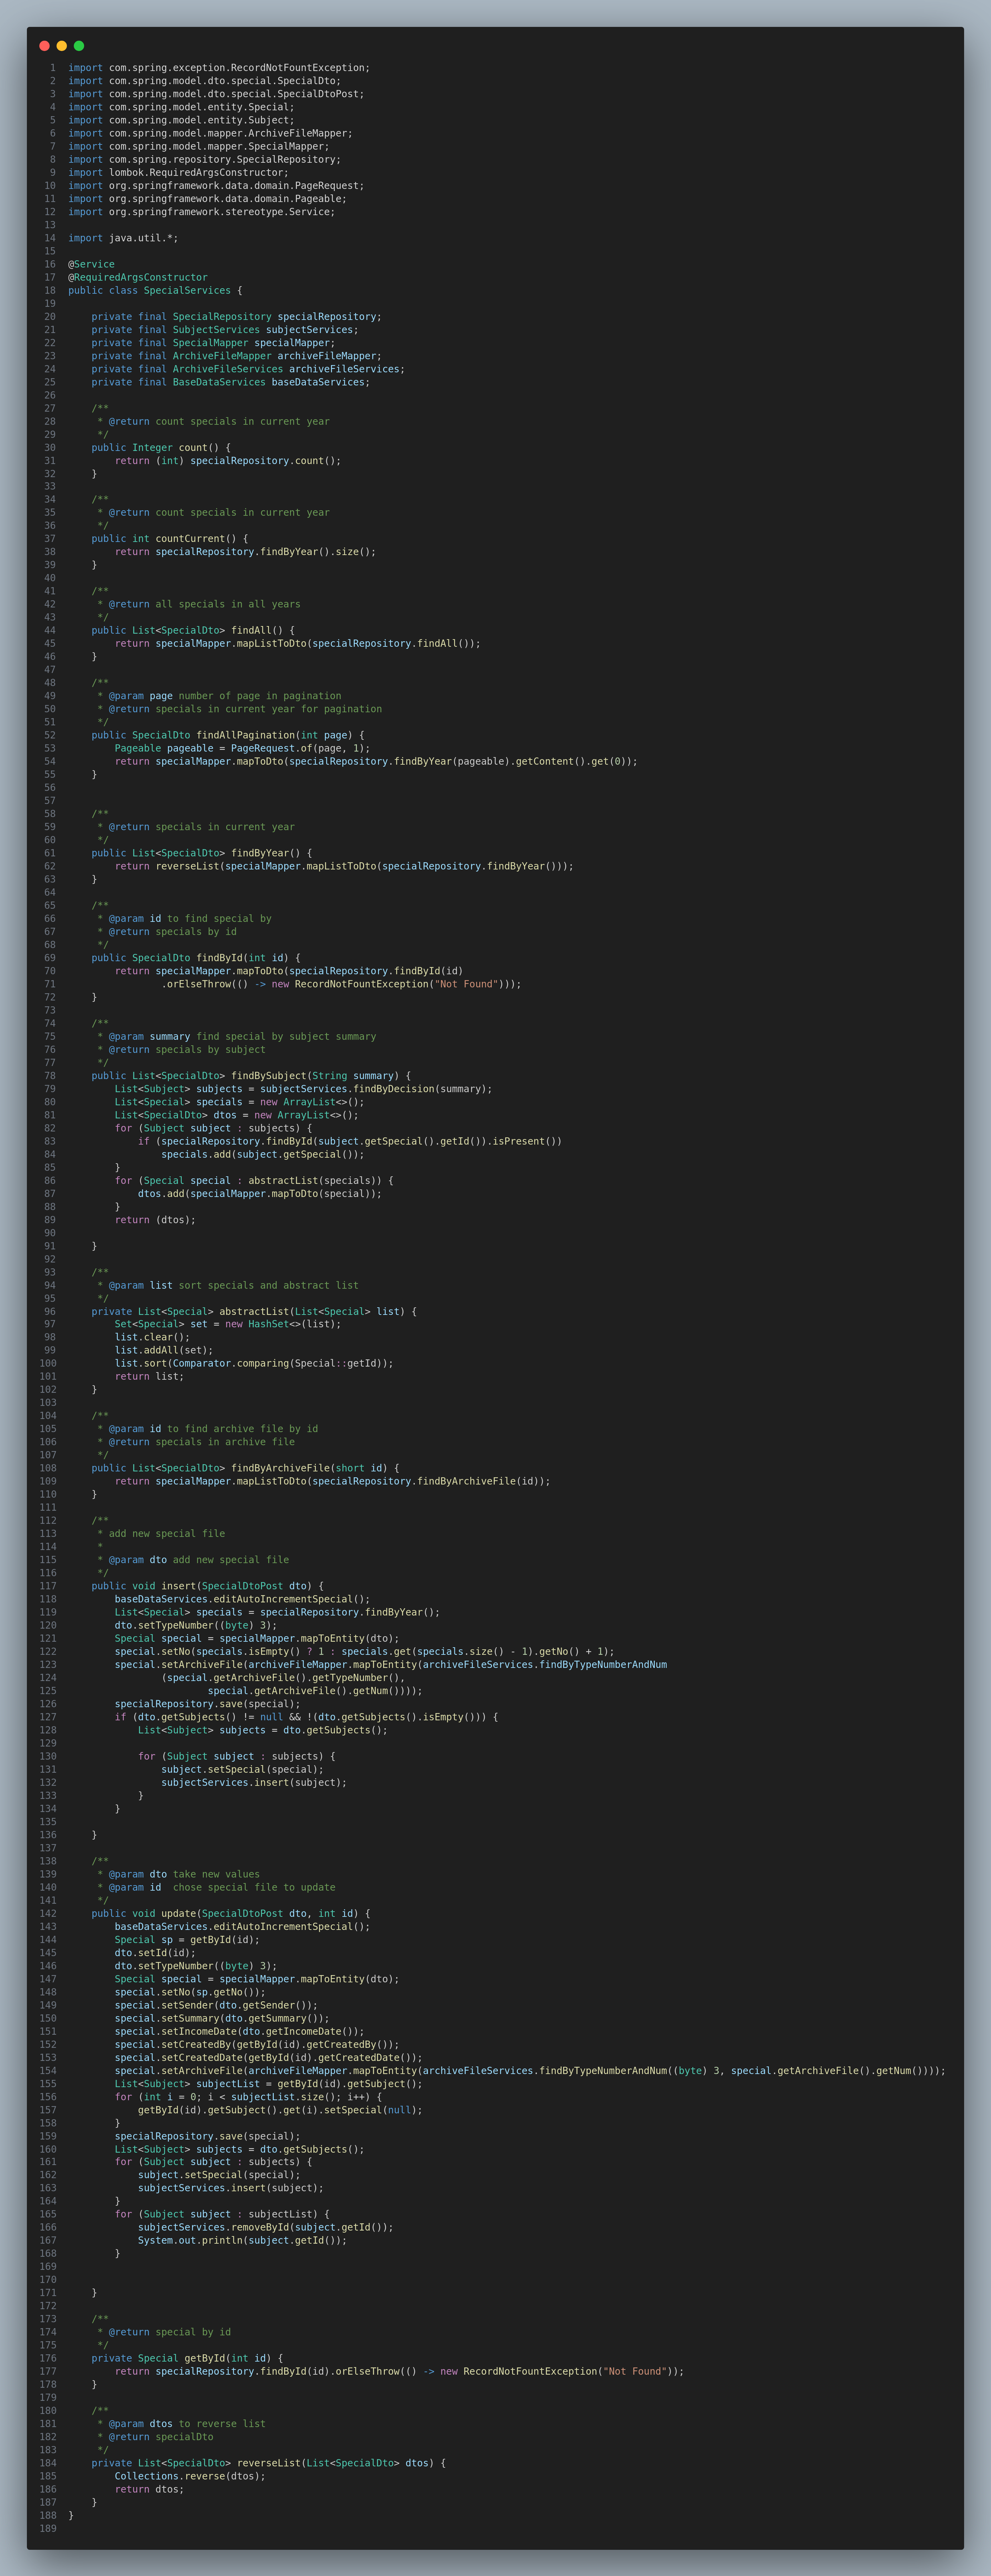 1 import com.spring.exception.RecordNotFountException;
2 import com.spring.model.dto.special.SpecialDto;
3 import com.spring.model.dto.special.SpecialDtoPost;
4 import com.spring.model.entity.Special;
5 import com.spring.model.entity.Subject;
6 import com.spring.model.mapper.ArchiveFileMapper;
7 import com.spring.model.mapper.SpecialMapper;
8 import com.spring.repository.SpecialRepository;
9 import lombok.RequiredArgsConstructor;
10 import org.springframework.data.domain.PageRequest;
11 import org.springframework.data.domain.Pageable;
12 import org.springframework.stereotype.Service;
13
14 import java.util.*;
15
16 @Service
17 @RequiredArgsConstructor
18 public class SpecialServices {
19
20     private final SpecialRepository specialRepository;
21     private final SubjectServices subjectServices;
22     private final SpecialMapper specialMapper;
23     private final ArchiveFileMapper archiveFileMapper;
24     private final ArchiveFileServices archiveFileServices;
25     private final BaseDataServices baseDataServices;
26
27     /**
28      * @return count specials in current year
29      */
30     public Integer count() {
31         return (int) specialRepository.count();
32     }
33
34     /**
35      * @return count specials in current year
36      */
37     public int countCurrent() {
38         return specialRepository.findByYear().size();
39     }
40
41     /**
42      * @return all specials in all years
43      */
44     public List<SpecialDto> findAll() {
45         return specialMapper.mapListToDto(specialRepository.findAll());
46     }
47
48     /**
49      * @param page number of page in pagination
50      * @return specials in current year for pagination
51      */
52     public SpecialDto findAllPagination(int page) {
53         Pageable pageable = PageRequest.of(page, 1);
54         return specialMapper.mapToDto(specialRepository.findByYear(pageable).getContent().get(0));
55     }
56
57
58     /**
59      * @return specials in current year
60      */
61     public List<SpecialDto> findByYear() {
62         return reverseList(specialMapper.mapListToDto(specialRepository.findByYear()));
63     }
64
65     /**
66      * @param id to find special by
67      * @return specials by id
68      */
69     public SpecialDto findById(int id) {
70         return specialMapper.mapToDto(specialRepository.findById(id)
71                 .orElseThrow(() -> new RecordNotFountException("Not Found")));
72     }
73
74     /**
75      * @param summary find special by subject summary
76      * @return specials by subject
77      */
78     public List<SpecialDto> findBySubject(String summary) {
79         List<Subject> subjects = subjectServices.findByDecision(summary);
80         List<Special> specials = new ArrayList<>();
81         List<SpecialDto> dtos = new ArrayList<>();
82         for (Subject subject : subjects) {
83             if (specialRepository.findById(subject.getSpecial().getId()).isPresent())
84                 specials.add(subject.getSpecial());
85         }
86         for (Special special : abstractList(specials)) {
87             dtos.add(specialMapper.mapToDto(special));
88         }
89         return (dtos);
90
91     }
92
93     /**
94      * @param list sort specials and abstract list
95      */
96     private List<Special> abstractList(List<Special> list) {
97         Set<Special> set = new HashSet<>(list);
98         list.clear();
99         list.addAll(set);
100         list.sort(Comparator.comparing(Special::getId));
101         return list;
102     }
103
104     /**
105      * @param id to find archive file by id
106      * @return specials in archive file
107      */
108     public List<SpecialDto> findByArchiveFile(short id) {
109         return specialMapper.mapListToDto(specialRepository.findByArchiveFile(id));
110     }
111
112     /**
113      * add new special file
114      *
115      * @param dto add new special file
116      */
117     public void insert(SpecialDtoPost dto) {
118         baseDataServices.editAutoIncrementSpecial();
119         List<Special> specials = specialRepository.findByYear();
120         dto.setTypeNumber((byte) 3);
121         Special special = specialMapper.mapToEntity(dto);
122         special.setNo(specials.isEmpty() ? 1 : specials.get(specials.size() - 1).getNo() + 1);
123         special.setArchiveFile(archiveFileMapper.mapToEntity(archiveFileServices.findByTypeNumberAndNum
124                 (special.getArchiveFile().getTypeNumber(),
125                         special.getArchiveFile().getNum())));
126         specialRepository.save(special);
127         if (dto.getSubjects() != null && !(dto.getSubjects().isEmpty())) {
128             List<Subject> subjects = dto.getSubjects();
129
130             for (Subject subject : subjects) {
131                 subject.setSpecial(special);
132                 subjectServices.insert(subject);
133             }
134         }
135
136     }
137
138     /**
139      * @param dto take new values
140      * @param id  chose special file to update
141      */
142     public void update(SpecialDtoPost dto, int id) {
143         baseDataServices.editAutoIncrementSpecial();
144         Special sp = getById(id);
145         dto.setId(id);
146         dto.setTypeNumber((byte) 3);
147         Special special = specialMapper.mapToEntity(dto);
148         special.setNo(sp.getNo());
149         special.setSender(dto.getSender());
150         special.setSummary(dto.getSummary());
151         special.setIncomeDate(dto.getIncomeDate());
152         special.setCreatedBy(getById(id).getCreatedBy());
153         special.setCreatedDate(getById(id).getCreatedDate());
154         special.setArchiveFile(archiveFileMapper.mapToEntity(archiveFileServices.findByTypeNumberAndNum((byte) 3, special.getArchiveFile().getNum())));
155         List<Subject> subjectList = getById(id).getSubject();
156         for (int i = 0; i < subjectList.size(); i++) {
157             getById(id).getSubject().get(i).setSpecial(null);
158         }
159         specialRepository.save(special);
160         List<Subject> subjects = dto.getSubjects();
161         for (Subject subject : subjects) {
162             subject.setSpecial(special);
163             subjectServices.insert(subject);
164         }
165         for (Subject subject : subjectList) {
166             subjectServices.removeById(subject.getId());
167             System.out.println(subject.getId());
168         }
169
170
171     }
172
173     /**
174      * @return special by id
175      */
176     private Special getById(int id) {
177         return specialRepository.findById(id).orElseThrow(() -> new RecordNotFountException("Not Found"));
178     }
179
180     /**
181      * @param dtos to reverse list
182      * @return specialDto
183      */
184     private List<SpecialDto> reverseList(List<SpecialDto> dtos) {
185         Collections.reverse(dtos);
186         return dtos;
187     }
188 }
189